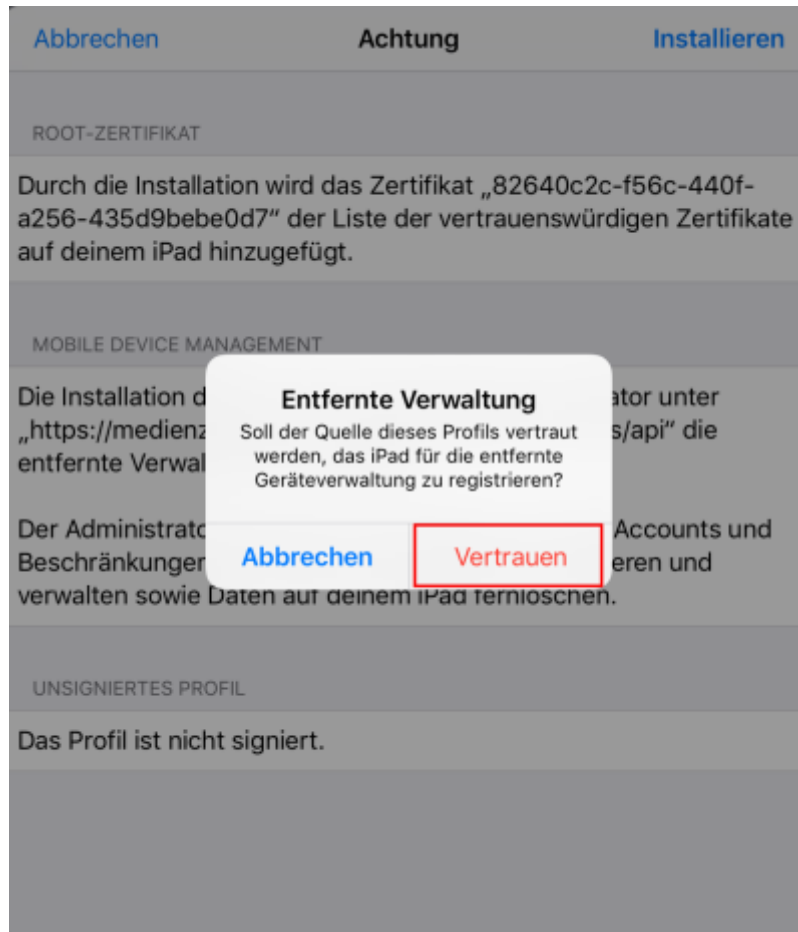 Abbrechen Achtung Installieren
ROOT-ZERTIFIKAT
Durch die Installation wird das Zertifikat „82640c2c-f56c-440f-
a256-435d9bebe0d7“ der Liste der vertrauenswürdigen Zertifikate
auf deinem iPad hinzugefügt.
MOBILE DEVICE MANAGEMENT
Die Installation
„https://medienz
entfernte
Der
Beschränkungen
ator unter
s/api“ die
Accounts und
eren und
verwalten sowie Daten auf deinem iPad fernlöschen.
Entfernte Verwaltung
Soll der Quelle dieses Profils vertraut
werden, das iPad für die entfernte
Geräteverwaltung zu registrieren?
Abbrechen Vertrauen
UNSIGNIERTES PROFIL
Das Profil ist nicht signiert.